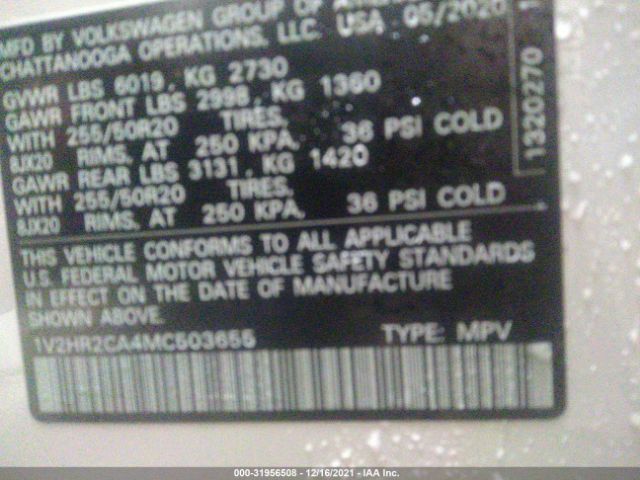 MFD BY VOLKSWAGEN GROUP OF
CHATTANOOGA OPERATIONS, LLC. USA 05/2020
GVWR LBS 6019, KG 2730
GAWR FRONT LBS 2998, KG 1360
WITH 255/50R20 TIRES,
8JX20 RIMS, AT 250 KPA, 36 PSI COLD
GAWR REAR LBS 3131, KG 1420
WITH 255/50R20 TIRES,
8JX20 RIMS, AT 250 KPA, 36 PSI COLD
1320270
THIS VEHICLE CONFORMS TO ALL APPLICABLE
U.S. FEDERAL MOTOR VEHICLE SAFETY STANDARDS
IN EFFECT ON THE DATE OF MANUFACTURE
SHOWN ABOVE.
1V2HR2CA4MC503655 TYPE: MPV
000-31956508 - 12/16/2021 - IAA Inc.